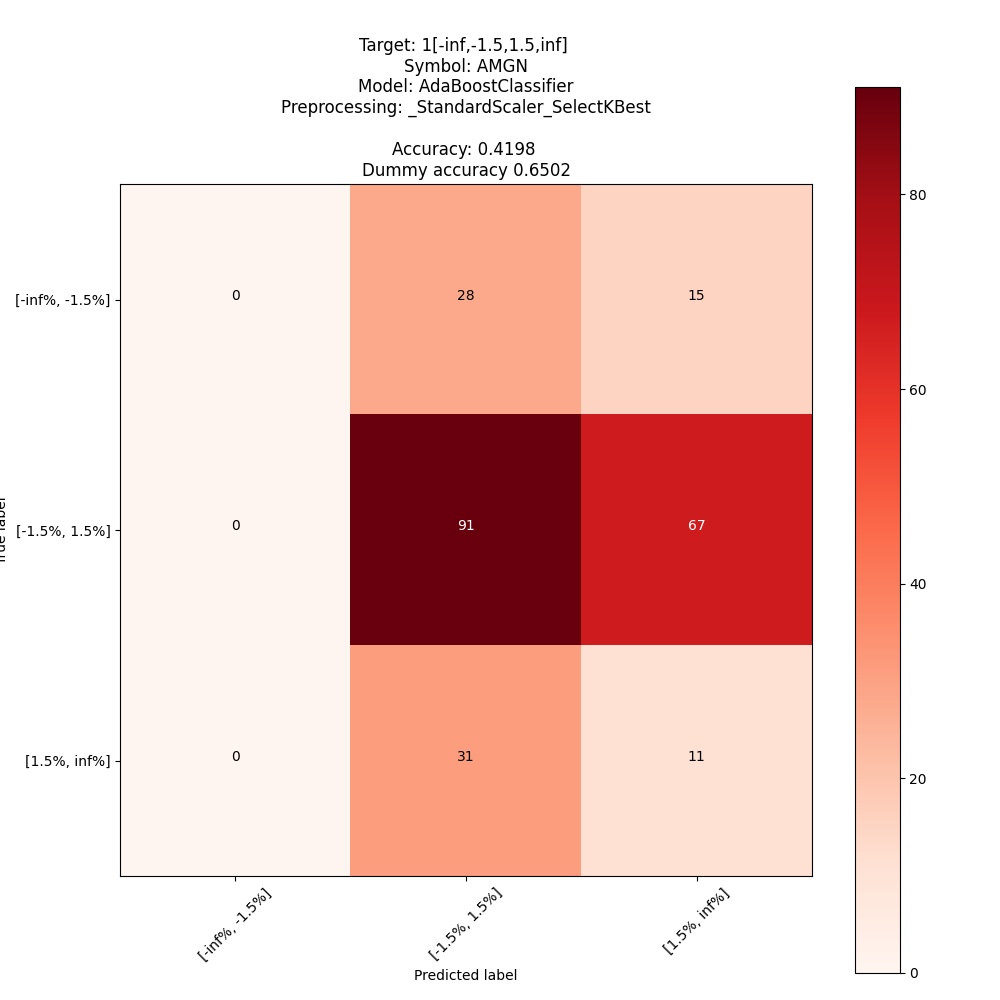 Target: 1[-inf,-1.5,1.5,inf]
Symbol: AMGN
Model: AdaBoostClassifier
Preprocessing: _StandardScaler_SelectKBest
Accuracy: 0.4198
Dummy accuracy 0.6502
[-inf%, -1.5%]
0
28
15
[-1.5%, 1.5%]
0
91
67
[1.5%, inf%]
0
31
11
[-inf%, -1.5%]
[-1.5%, 1.5%]
[1.5%, inf%]
Predicted label
True label
80
60
40
20
0